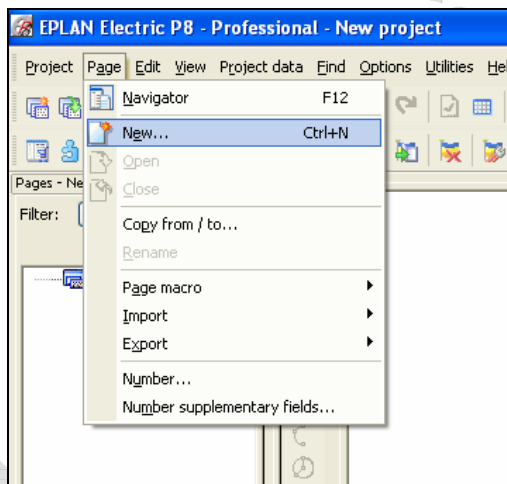 EPLAN Electric P8 - Professional - New project
Project Page Edit View Project data Find Options Utilities Hel
Navigator F12
New... Ctrl+N
Open
Close
Pages - Ne
Filter:
Copy from / to...
Rename
Page macro
Import
Export
Number...
Number supplementary fields...